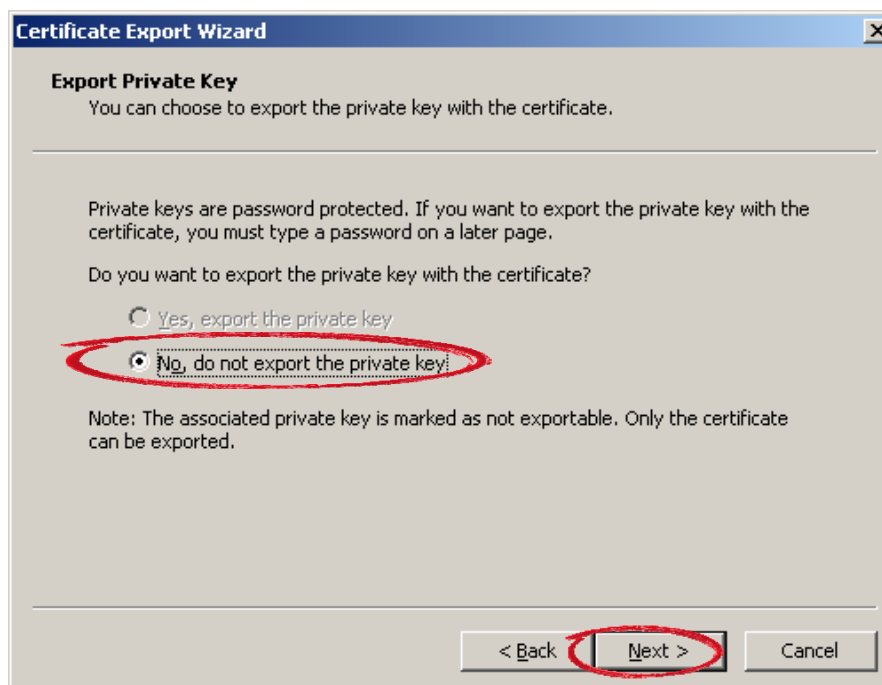 Certificate Export Wizard
Export Private Key
You can choose to export the private key with the certificate.
Private keys are password protected. If you want to export the private key with the
certificate, you must type a password on a later page.
Do you want to export the private key with the certificate?
Yes, export the private key
No, do not export the private key
Note: The associated private key is marked as not exportable. Only the certificate
can be exported.
< Back Next > Cancel